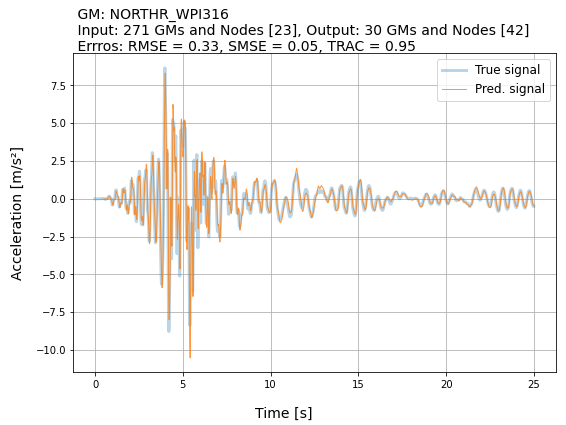 GM: NORTHR_WPI316
Input: 271 GMs and Nodes [23], Output: 30 GMs and Nodes [42]
Errros: RMSE = 0.33, SMSE = 0.05, TRAC = 0.95
True signal
Pred. signal
7.5
5.0
2.5
0.0
−2.5
−5.0
−7.5
−10.0
Acceleration [m/s²]
0 5 10 15 20 25
Time [s]